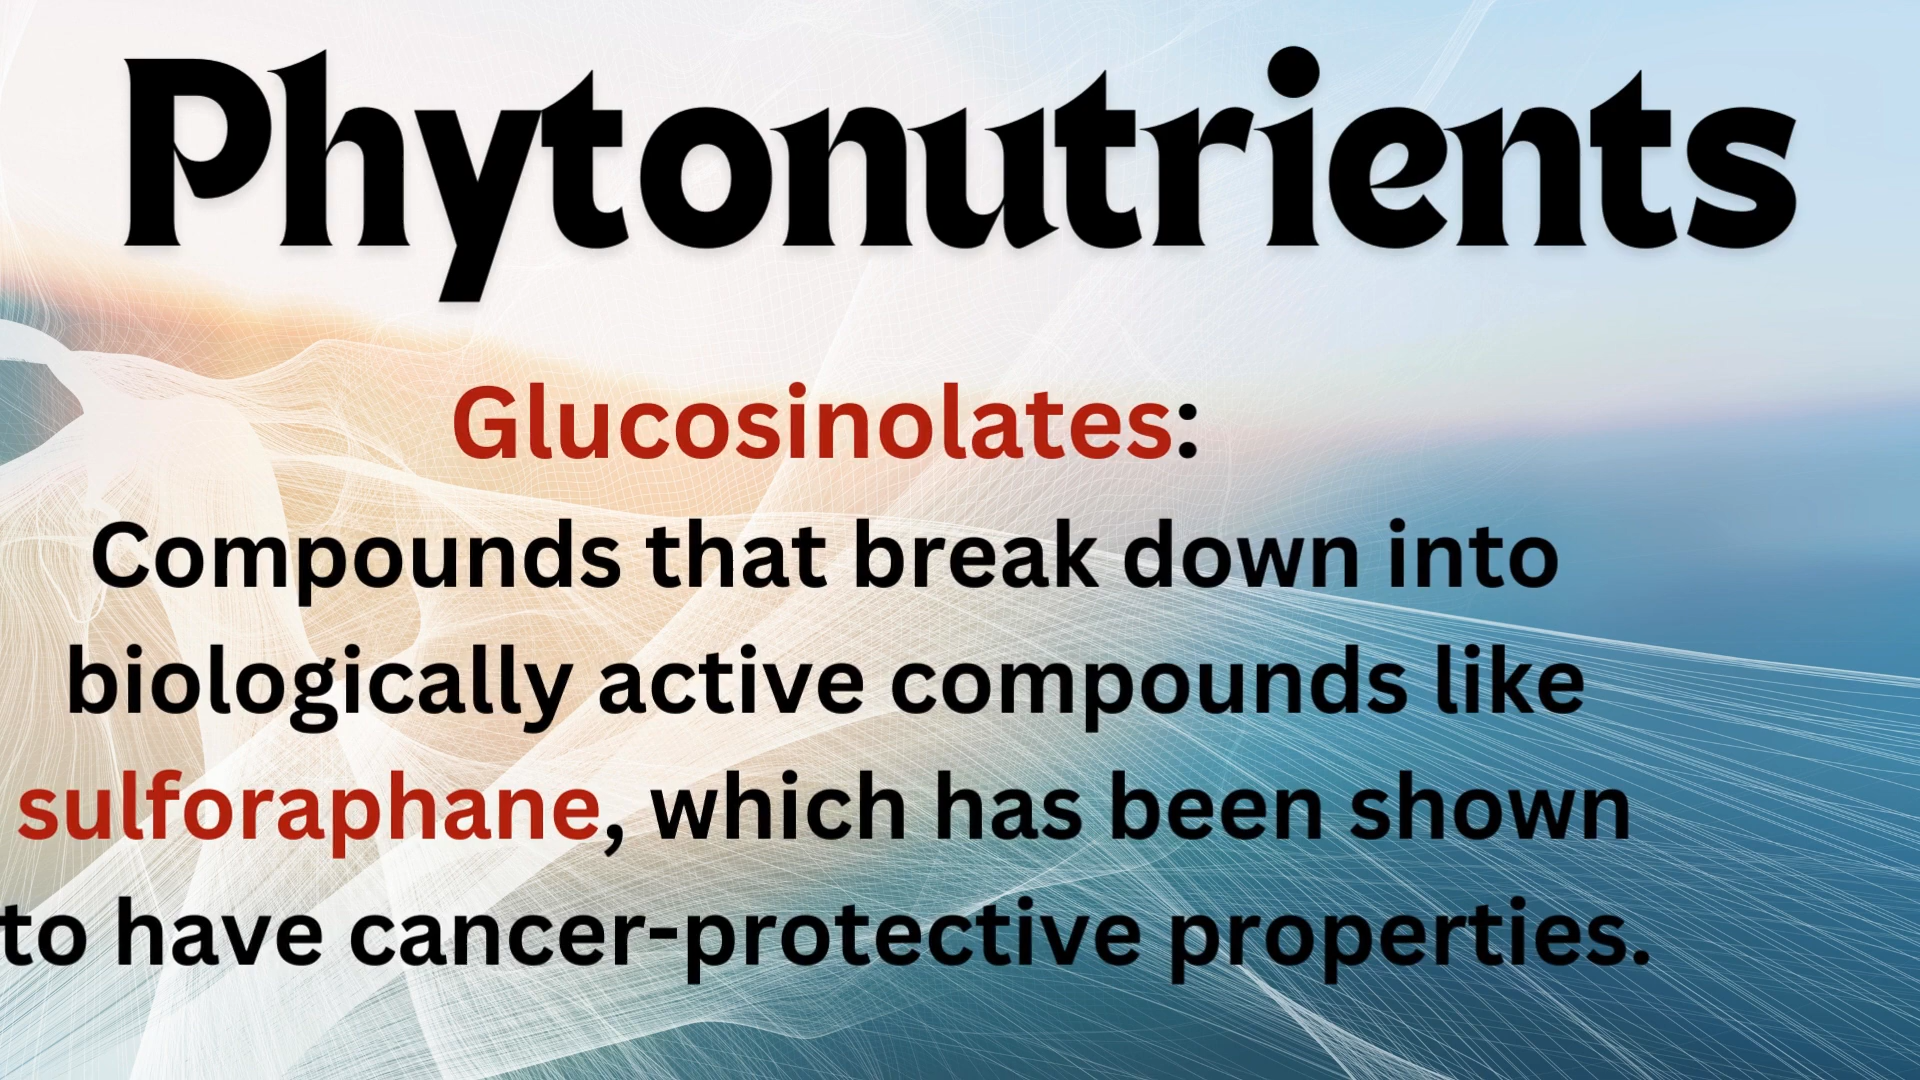 Phytonutrients
Glucosinolates:
Compounds that break down into
biologically active compounds like
sulforaphane, which has been shown
to have cancer-protective properties.